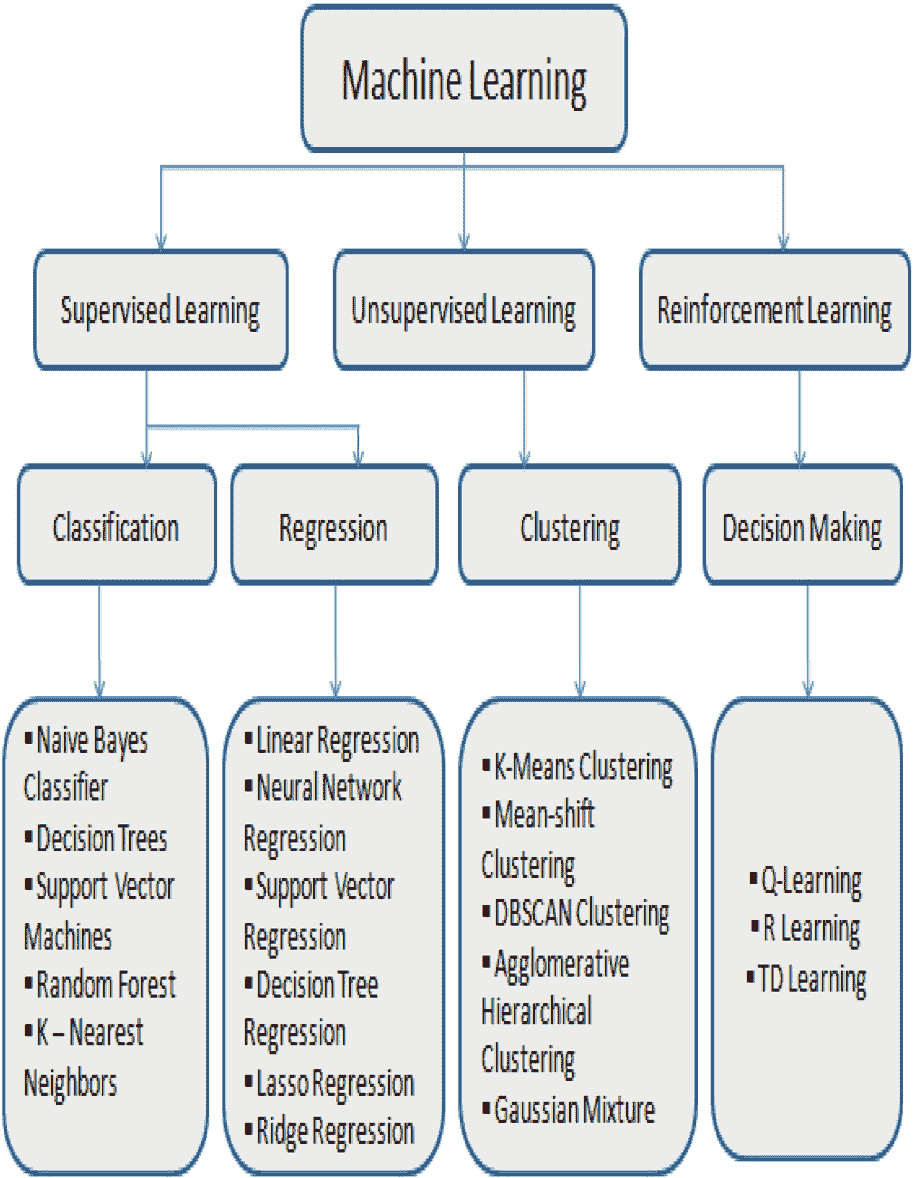 Machine Learning
Supervised Learning
Unsupervised Learning
Reinforcement Learning
Classification
Regression
Clustering
Decision Making
▪Naive Bayes
Classifier
▪Decision Trees
▪Support Vector
Machines
▪Random Forest
▪K – Nearest
Neighbors
▪Linear Regression
▪Neural Network
Regression
▪Support Vector
Regression
▪Decision Tree
Regression
▪Lasso Regression
▪Ridge Regression
▪K-Means Clustering
▪Mean-shift
Clustering
▪DBSCAN Clustering
▪Agglomerative
Hierarchical
Clustering
▪Gaussian Mixture
▪Q-Learning
▪R Learning
▪TD Learning